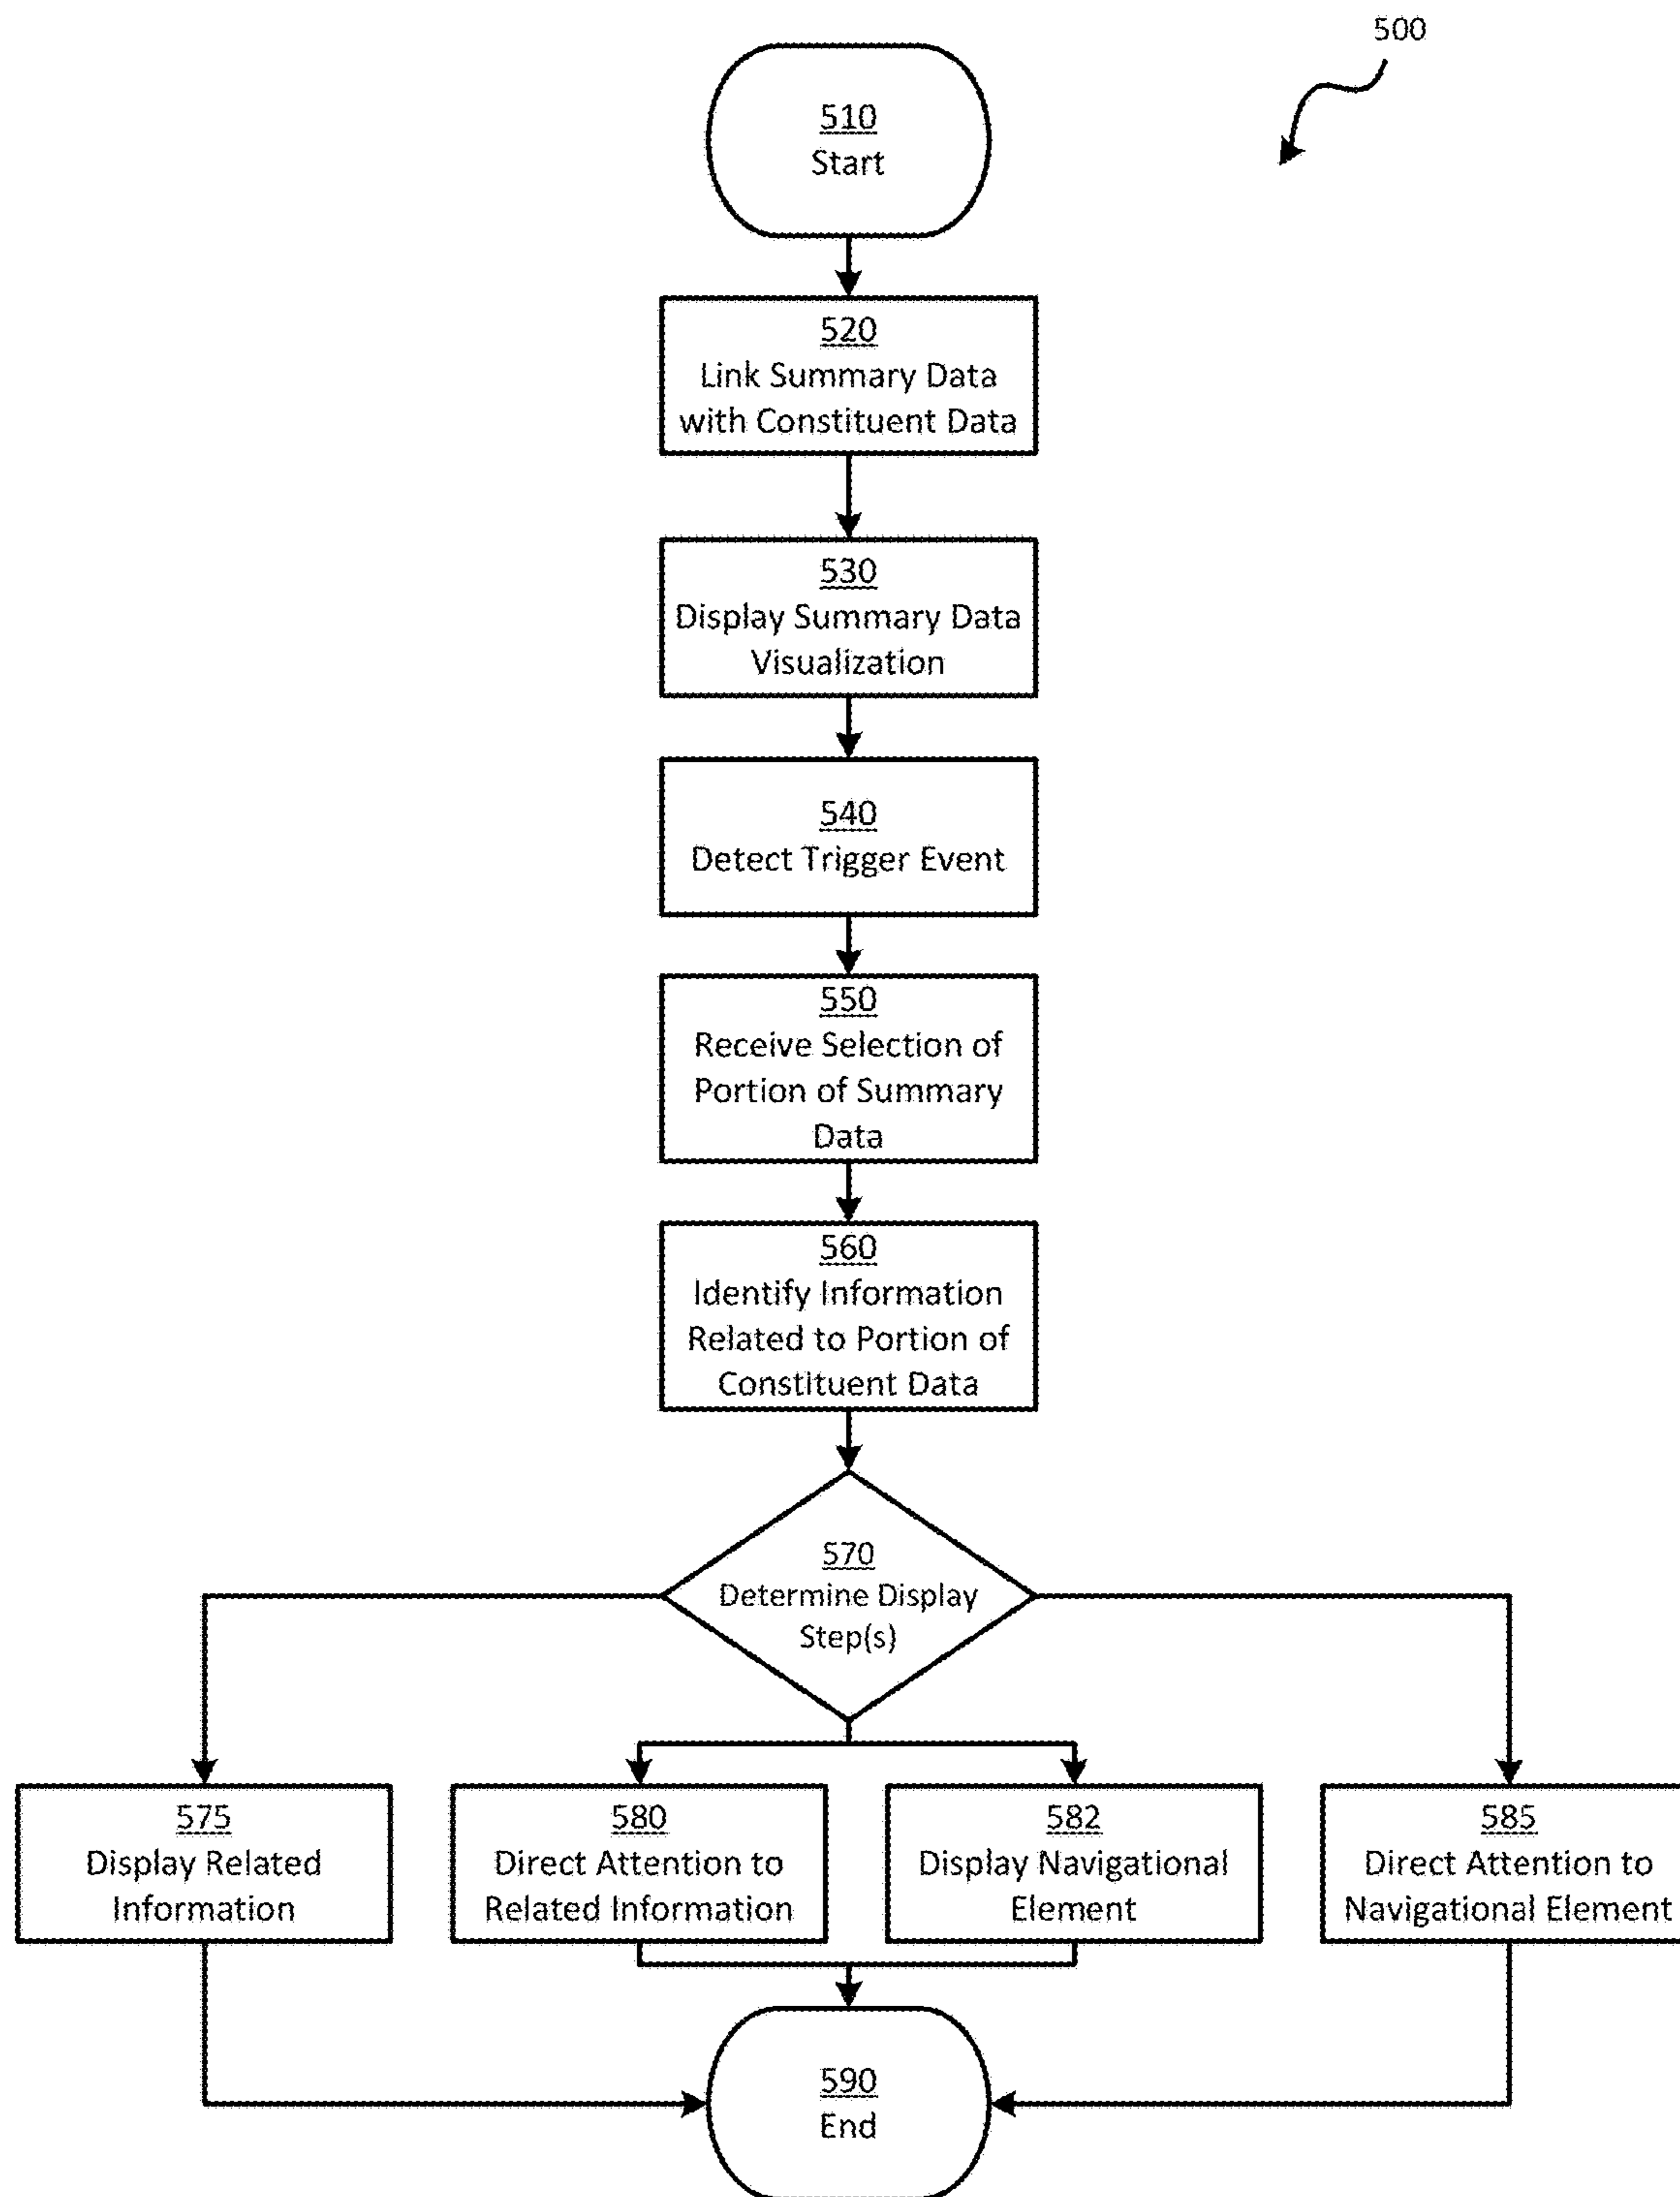 500
510
Start
520
Link Summary Data
with Constituent Data
530
Display Summary Data
Visualization
540
Detect Trigger Event
550
Receive Selection of
Portion of Summary
Data
560
Identify Information
Related to Portion of
Constituent Data
570
Determine Display
Step(s)
575
Display Related
Information
580
Direct Attention to
Related Information
582
Display Navigational
Element
585
Direct Attention to
Navigational Element
590
End